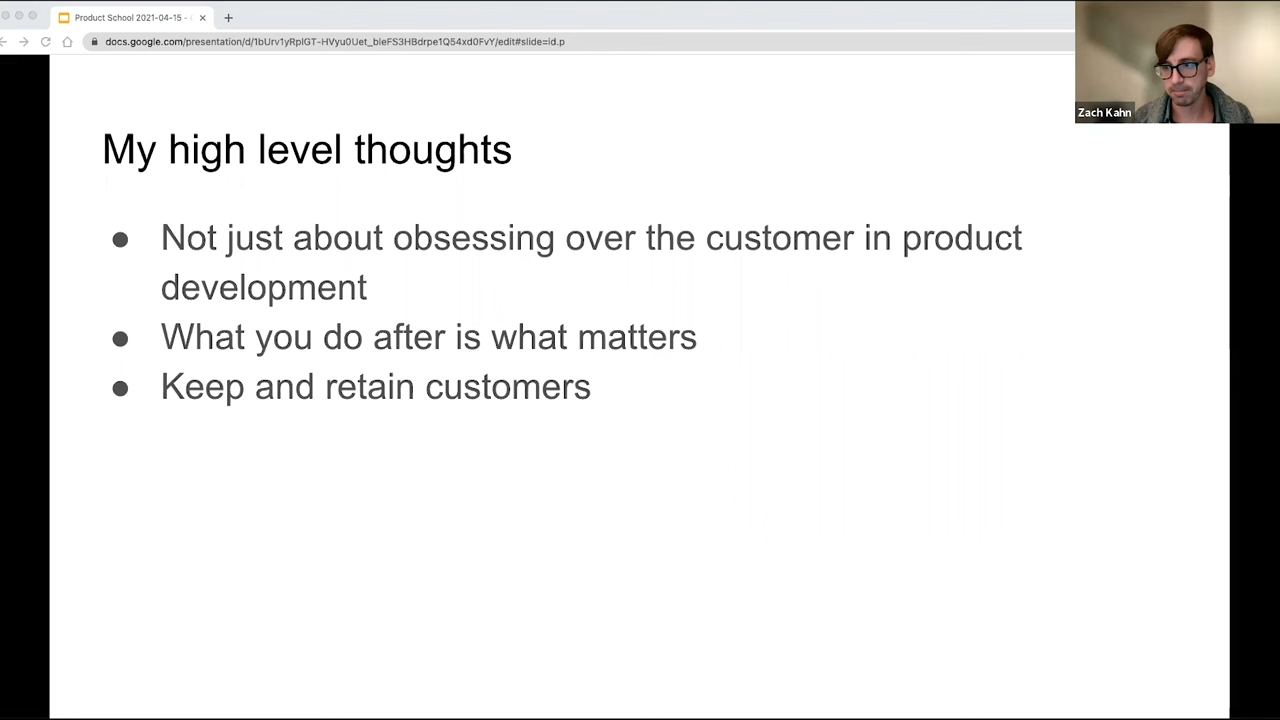 Product School 2021-04-15 -
docs.google.com/presentation/d/1bUrv1yRplGT-HVyu0Uet_bleFS3HBdrpe1Q54xd0FvY/edit#slide=id.p
Zach Kahn
My high level thoughts
● Not just about obsessing over the customer in product
development
● What you do after is what matters
● Keep and retain customers